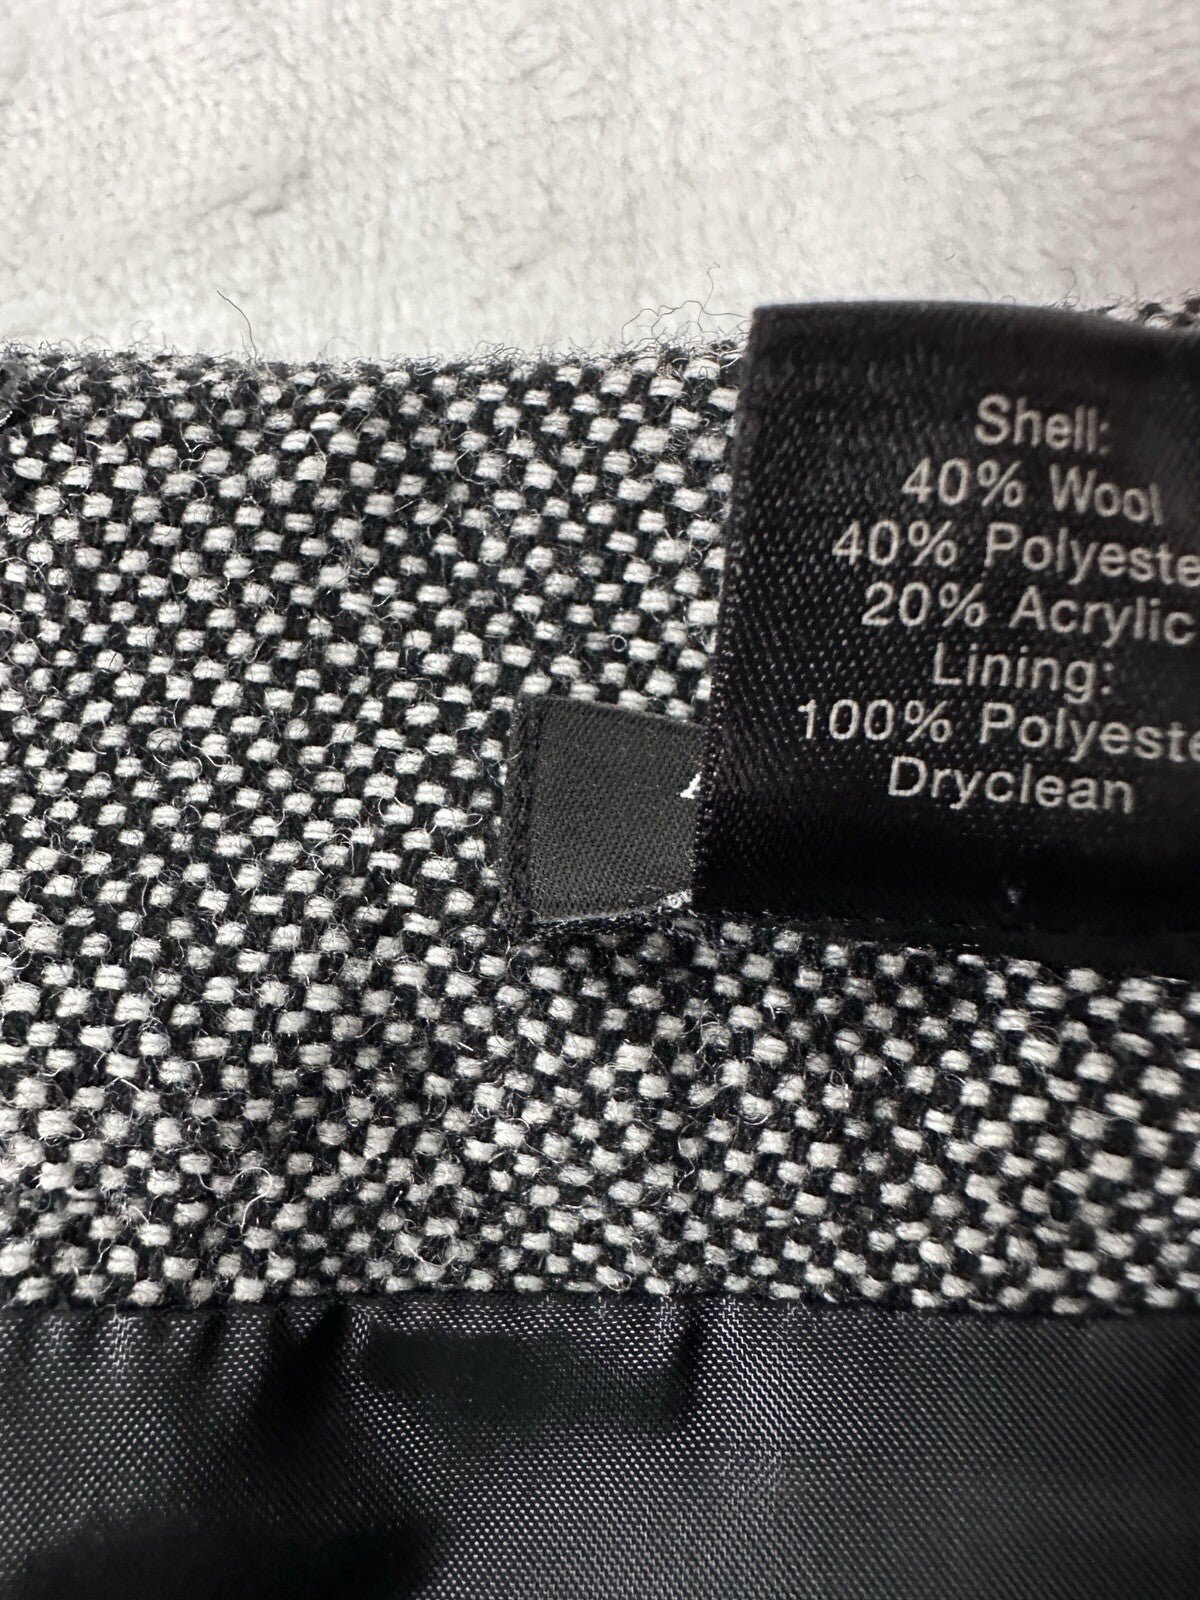 Shell:
40% Wool
40% Polyeste
20% Acrylic
Lining:
100% Polyeste
Dryclean